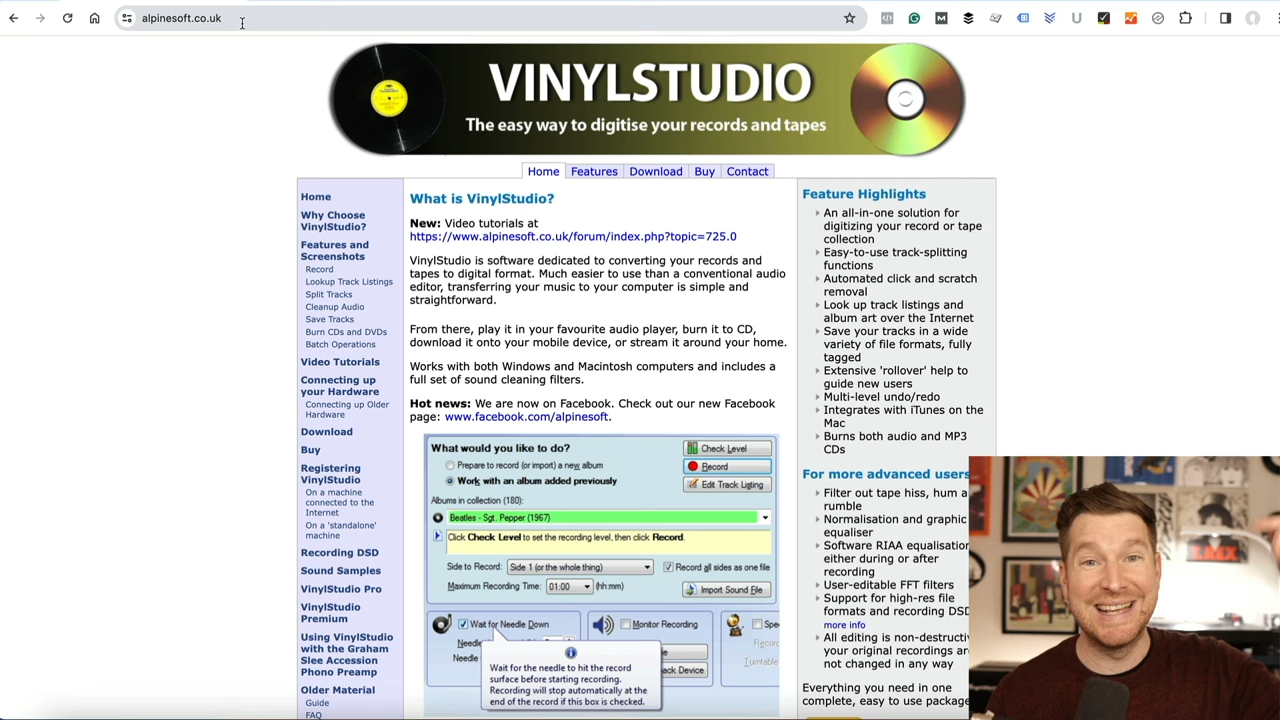 alpinesoft.co.uk
VINYLSTUDIO
The easy way to digitise your records and tapes
Home
Features
Download
Buy
Contact
Home
Why Choose
VinylStudio?
Features and
Screenshots
Record
Lookup Track Listings
Split Tracks
Cleanup Audio
Save Tracks
Burn CDs and DVDs
Batch Operations
Video Tutorials
Connecting up
your Hardware
Connecting up Older
Hardware
Download
Buy
Registering
VinylStudio
On a machine
connected to the
Internet
On a 'standalone'
machine
Recording DSD
Sound Samples
VinylStudio Pro
VinylStudio
Premium
Using VinylStudio
with the Graham
Slee Accession
Phono Preamp
Older Material
Guide
FAQ
What is VinylStudio?
New: Video tutorials at
https://www.alpinesoft.co.uk/forum/index.php?topic=725.0
VinylStudio is software dedicated to converting your records and
tapes to digital format. Much easier to use than a conventional audio
editor, transferring your music to your computer is simple and
straightforward.
From there, play it in your favourite audio player, burn it to CD,
download it onto your mobile device, or stream it around your home.
Works with both Windows and Macintosh computers and includes a
full set of sound cleaning filters.
Hot news: We are now on Facebook. Check out our new Facebook
page: www.facebook.com/alpinesoft.
What would you like to do?
Prepare to record (or import) a new album
Work with an album added previously
Check Level
Record
Edit Track Listing
Albums in collection (180):
Beatles - Sgt. Pepper (1967)
Click Check Level to set the recording level, then click Record.
Side to Record: Side 1 (or the whole thing)
Record all sides as one file
Maximum Recording Time: 01:00 (hh:mm)
Import Sound File
Wait for Needle Down
Monitor Recording
Spe
Needle
Needle
e
ack Device
Record
Turntable
Wait for the needle to hit the record
surface before starting recording.
Recording will stop automatically at the
end of the record if this box is checked.
Feature Highlights
An all-in-one solution for
digitizing your record or tape
collection
Easy-to-use track-splitting
functions
Automated click and scratch
removal
Look up track listings and
album art over the Internet
Save your tracks in a wide
variety of file formats, fully
tagged
Extensive 'rollover' help to
guide new users
Multi-level undo/redo
Integrates with iTunes on the
Mac
Burns both audio and MP3
CDs
For more advanced users
Filter out tape hiss, hum a
rumble
Normalisation and graphic
equaliser
Software RIAA equalisation
either during or after
recording
User-editable FFT filters
Support for high-res file
formats and recording DSD
more info
All editing is non-destructi
your original recordings ar
not changed in any way
Everything you need in one
complete, easy to use package
T.REX